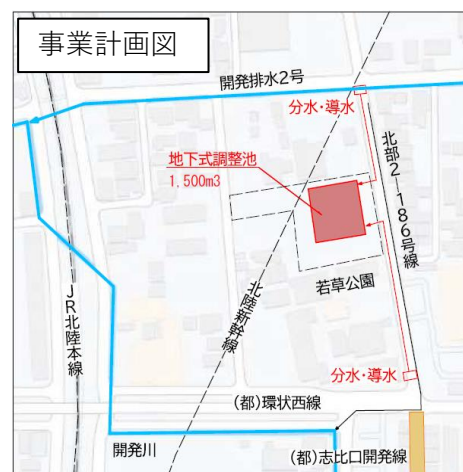 事業計画図
開発排水2号
分水・導水
北部2―186号線
地下式調整池
1.500m3
若草公園
北陸新幹線
JR北陸本線
分水・導水
(都)環状西線
開発川
(都)志比口開発線